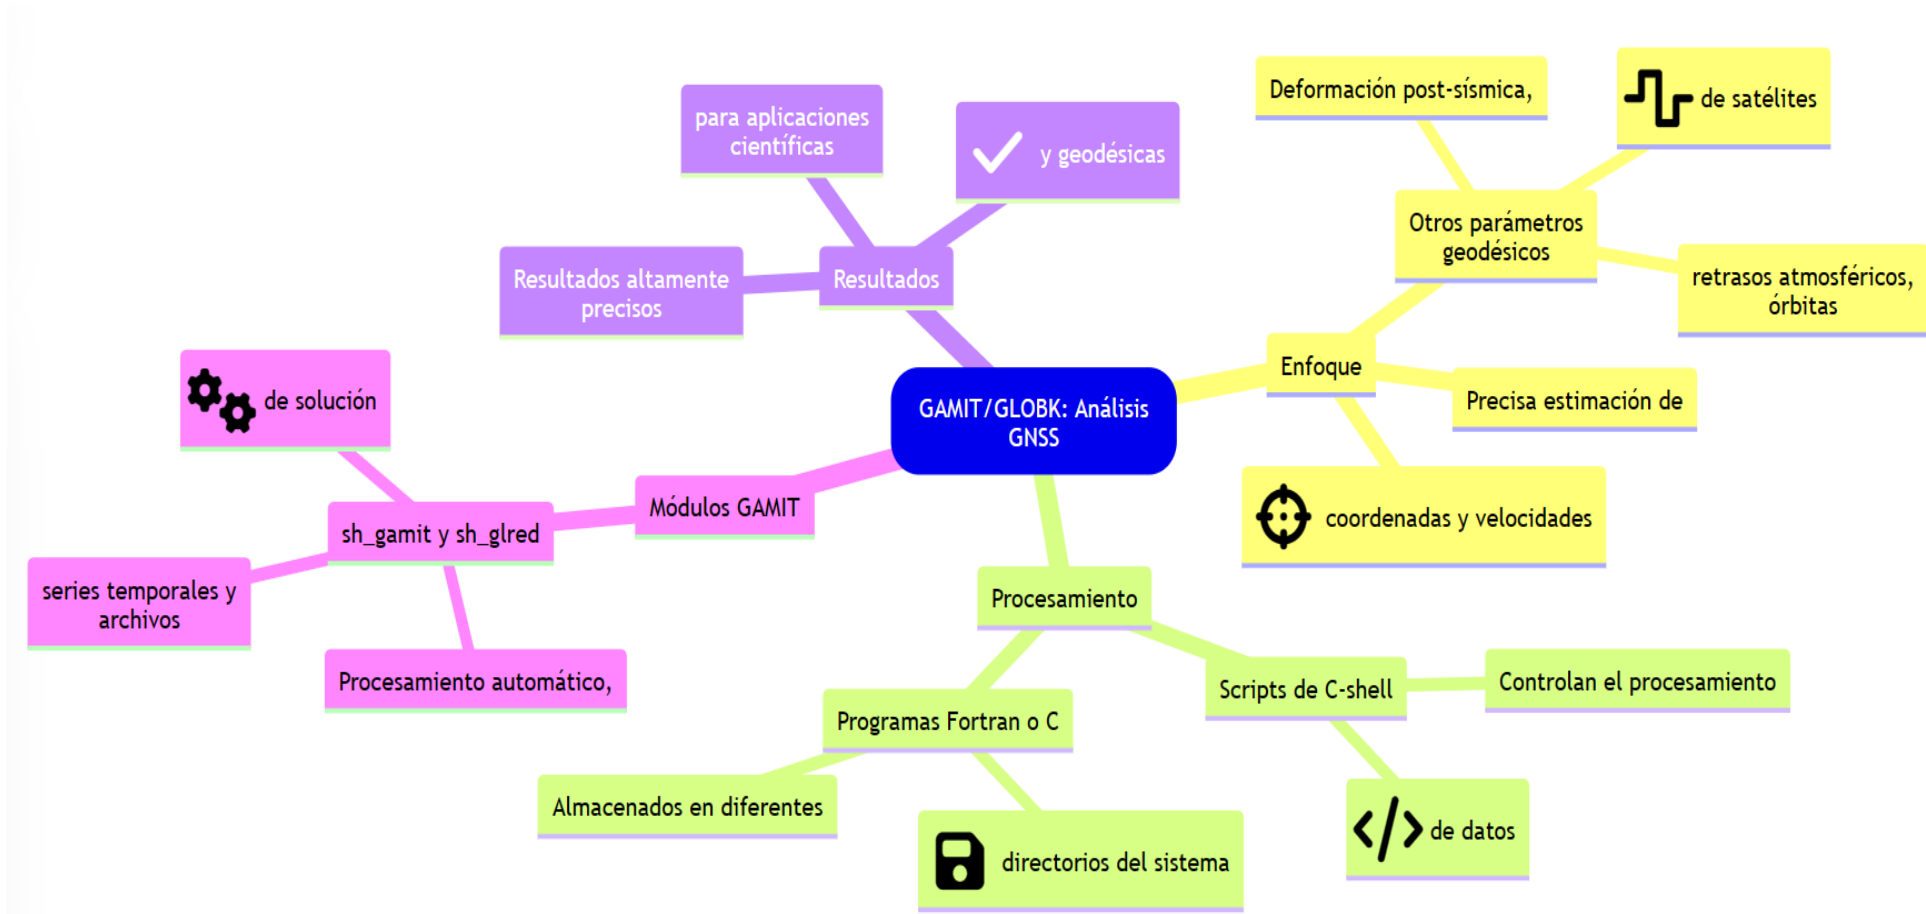 GAMIT/GLOBK: Análisis
GNSS
Enfoque
Precisa estimación de
coordenadas y velocidades
Otros parámetros
geodésicos
Deformación post-sísmica,
retrasos atmosféricos,
órbitas
de satélites
Procesamiento
Scripts de C-shell
Controlan el procesamiento
de datos
Programas Fortran o C
Almacenados en diferentes
directorios del sistema
Módulos GAMIT
sh_gamit y sh_glred
Procesamiento automático,
series temporales y
archivos
de solución
Resultados
Resultados altamente
precisos
para aplicaciones
científicas
y geodésicas